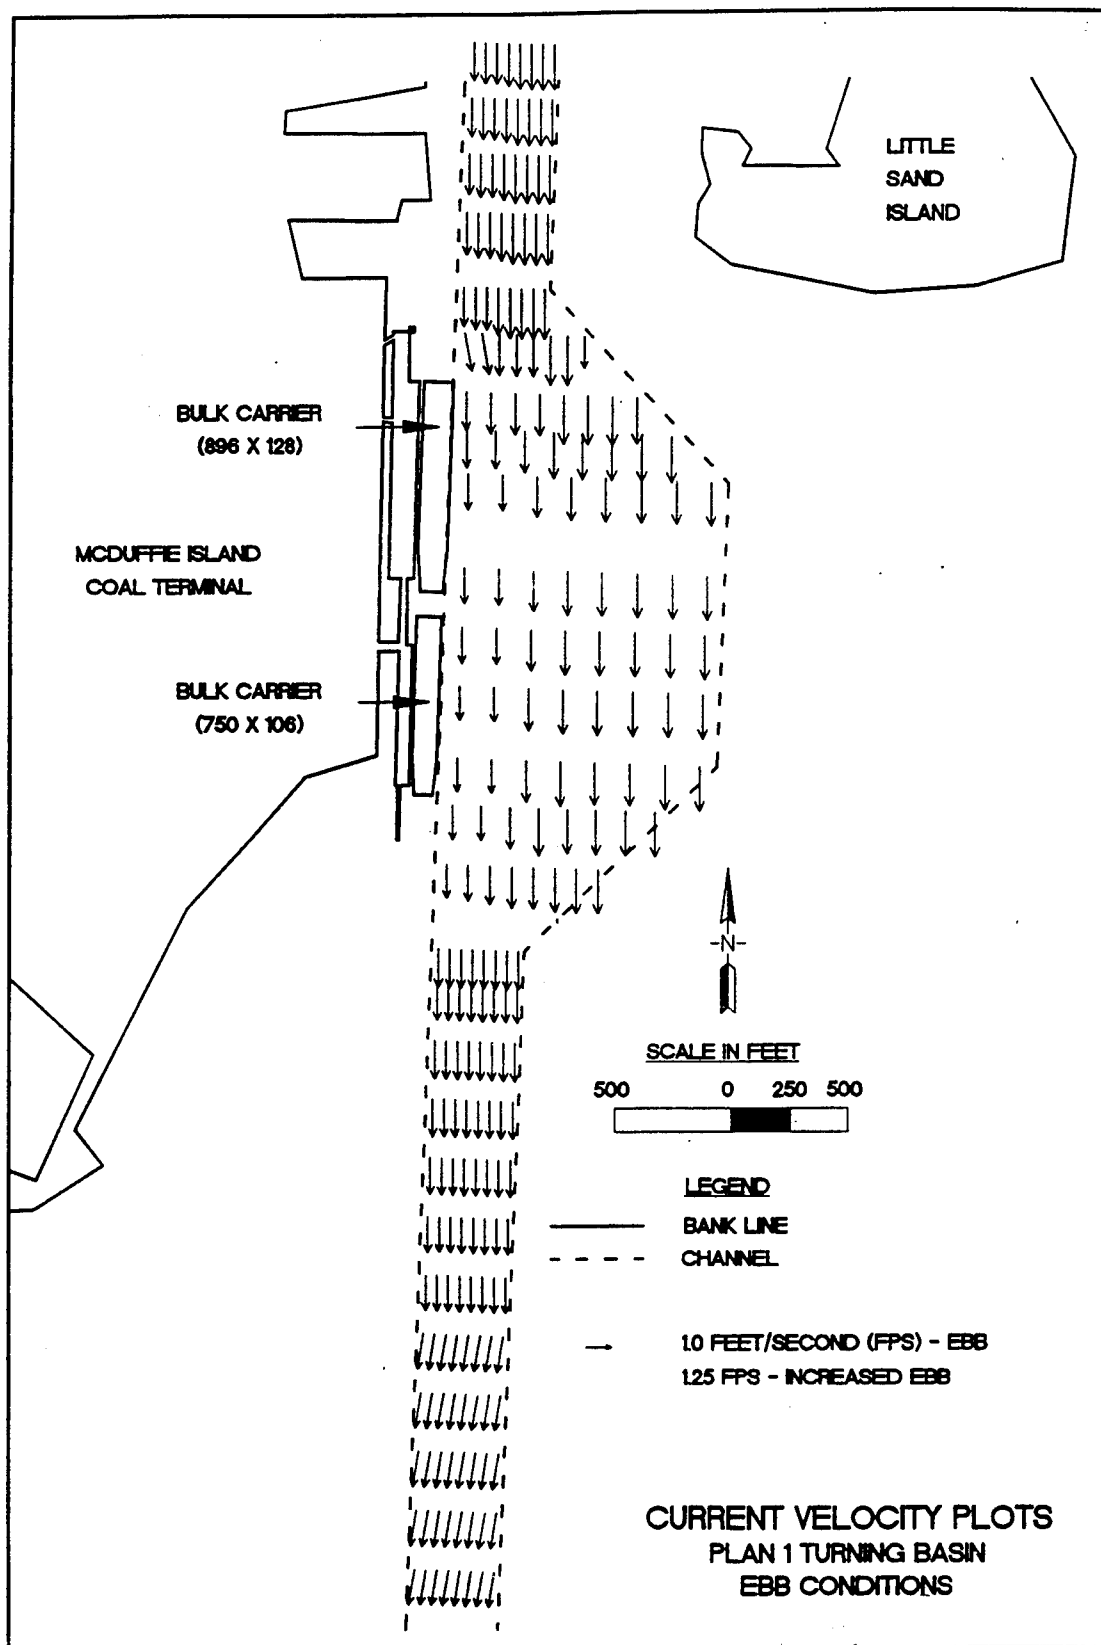 LITTLE
SAND
ISLAND
BULK CARRIER
(896 X 128)
MCDUFFIE ISLAND
COAL TERMINAL
BULK CARRIER
(750 X 106)
-N-
SCALE IN FEET
500 0 250 500
LEGEND
BANK LINE
CHANNEL
1.0 FEET/SECOND (FPS) - EBB
1.25 FPS - INCREASED EBB
CURRENT VELOCITY PLOTS
PLAN 1 TURNING BASIN
EBB CONDITIONS